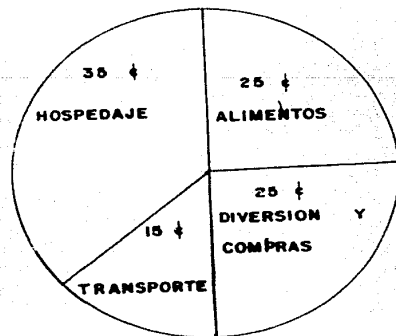 35 ¢
HOSPEDAJE
25 ¢
ALIMENTOS
25 ¢
DIVERSION Y
COMPRAS
15 ¢
TRANSPORTE